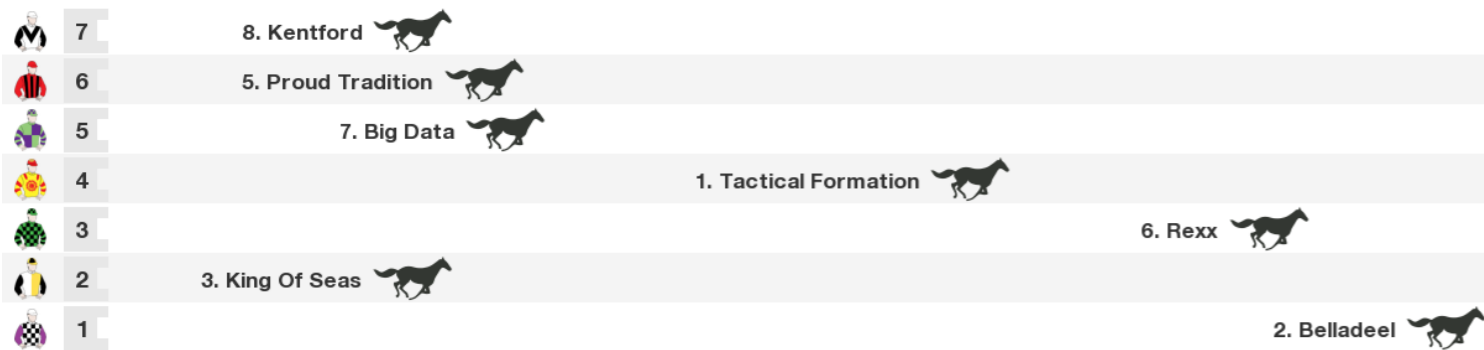 7 8. Kentford
6 5. Proud Tradition
5 7. Big Data
4 1. Tactical Formation
3 6. Rexx
2 3. King Of Seas
1 2. Belladeel